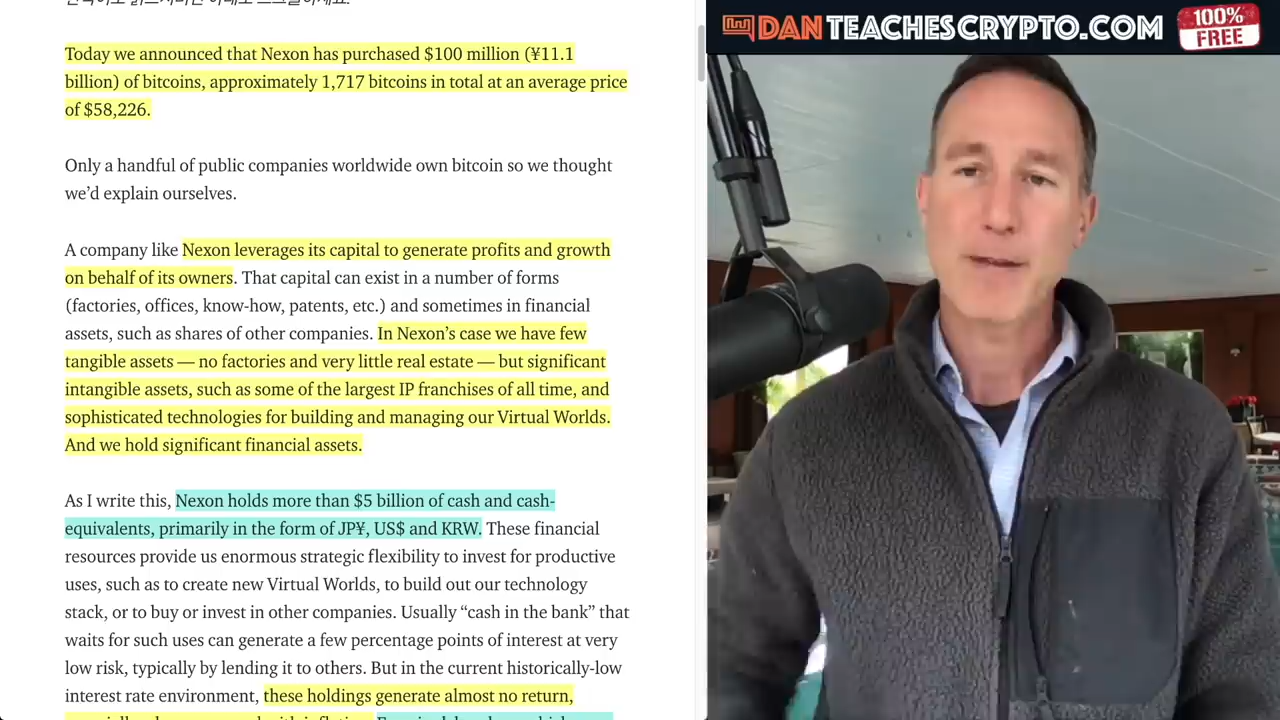 Today we announced that Nexon has purchased $100 million (¥11.1
billion) of bitcoins, approximately 1,717 bitcoins in total at an average price
of $58,226.
Only a handful of public companies worldwide own bitcoin so we thought
we’d explain ourselves.
A company like Nexon leverages its capital to generate profits and growth
on behalf of its owners. That capital can exist in a number of forms
(factories, offices, know-how, patents, etc.) and sometimes in financial
assets, such as shares of other companies. In Nexon’s case we have few
tangible assets — no factories and very little real estate — but significant
intangible assets, such as some of the largest IP franchises of all time, and
sophisticated technologies for building and managing our Virtual Worlds.
And we hold significant financial assets.
As I write this, Nexon holds more than $5 billion of cash and cash-
equivalents, primarily in the form of JP¥, US$ and KRW. These financial
resources provide us enormous strategic flexibility to invest for productive
uses, such as to create new Virtual Worlds, to build out our technology
stack, or to buy or invest in other companies. Usually “cash in the bank” that
waits for such uses can generate a few percentage points of interest at very
low risk, typically by lending it to others. But in the current historically-low
interest rate environment, these holdings generate almost no return,
DANTEACHESCRYPTO.COM
100%
FREE